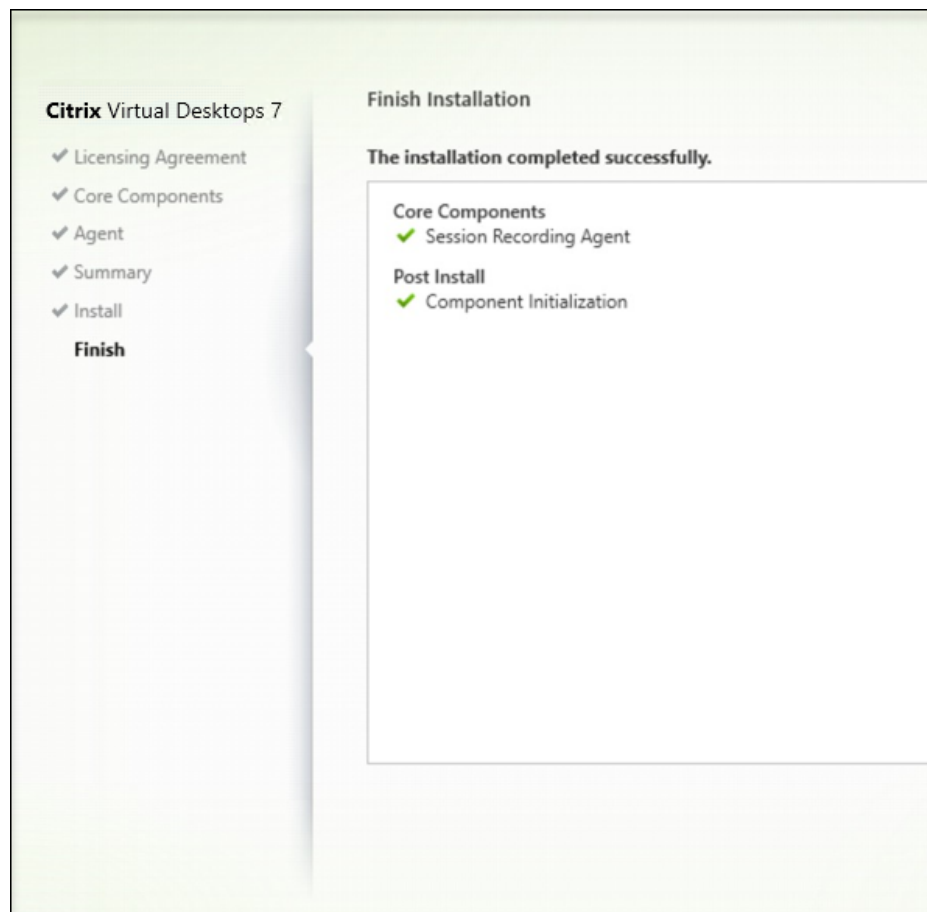 Citrix Virtual Desktops 7
Licensing Agreement
Core Components
Agent
Summary
Install
Finish
Finish Installation
The installation completed successfully.
Core Components
Session Recording Agent
Post Install
Component Initialization